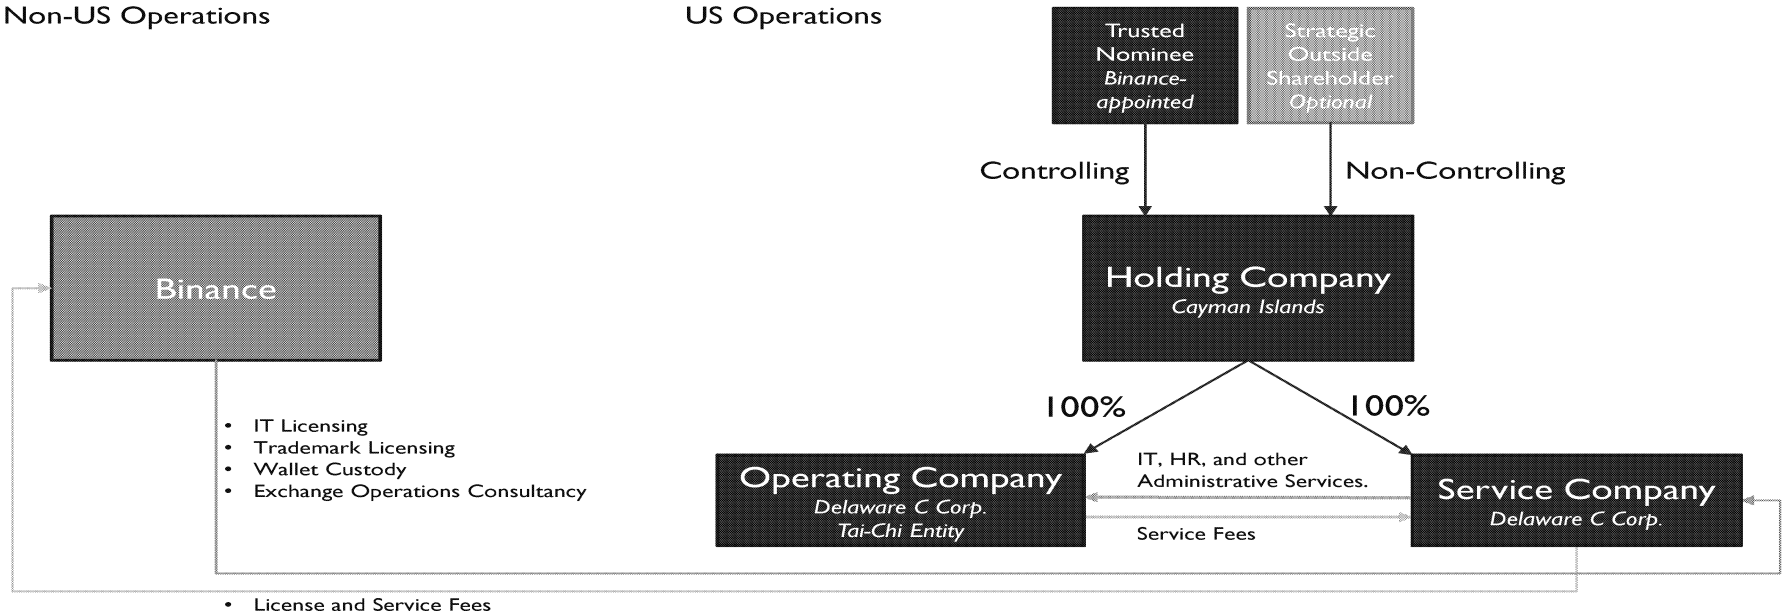 Non-US Operations
US Operations
Trusted
Nominee
Binance-
appointed
Strategic
Outside
Shareholder
Optional
Controlling
Non-Controlling
Binance
Holding Company
Cayman Islands
100%
100%
• IT Licensing
• Trademark Licensing
• Wallet Custody
• Exchange Operations Consultancy
Operating Company
Delaware C Corp.
Tai-Chi Entity
IT, HR, and other
Administrative Services.
Service Fees
Service Company
Delaware C Corp.
• License and Service Fees